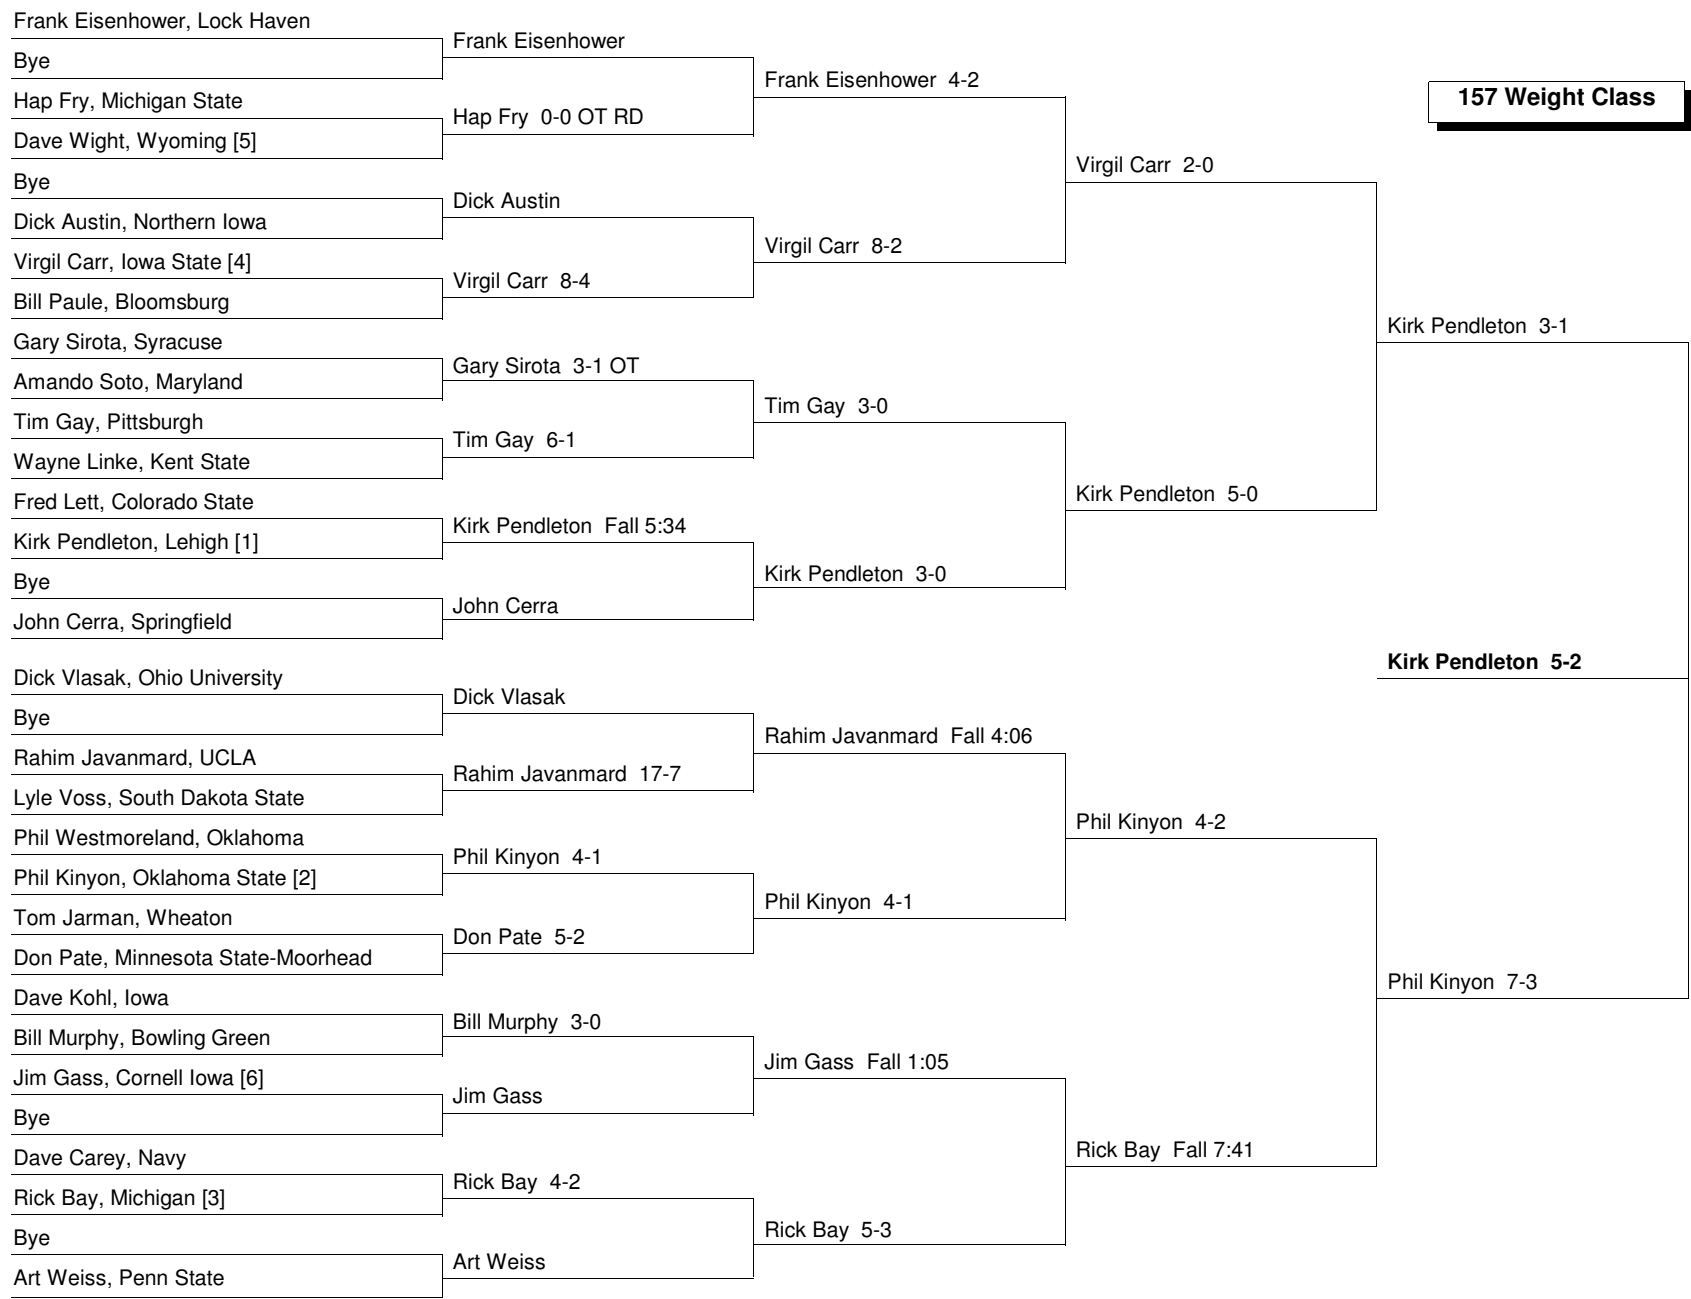 157 Weight Class
Frank Eisenhower, Lock Haven
Bye
Hap Fry, Michigan State
Dave Wight, Wyoming [5]
Bye
Dick Austin, Northern Iowa
Virgil Carr, Iowa State [4]
Bill Paule, Bloomsburg
Gary Sirota, Syracuse
Amando Soto, Maryland
Tim Gay, Pittsburgh
Wayne Linke, Kent State
Fred Lett, Colorado State
Kirk Pendleton, Lehigh [1]
Bye
John Cerra, Springfield
Dick Vlasak, Ohio University
Bye
Rahim Javanmard, UCLA
Lyle Voss, South Dakota State
Phil Westmoreland, Oklahoma
Phil Kinyon, Oklahoma State [2]
Tom Jarman, Wheaton
Don Pate, Minnesota State-Moorhead
Dave Kohl, Iowa
Bill Murphy, Bowling Green
Jim Gass, Cornell Iowa [6]
Bye
Dave Carey, Navy
Rick Bay, Michigan [3]
Bye
Art Weiss, Penn State
Frank Eisenhower
Hap Fry 0-0 OT RD
Dick Austin
Virgil Carr 8-4
Gary Sirota 3-1 OT
Tim Gay 6-1
Kirk Pendleton Fall 5:34
John Cerra
Dick Vlasak
Rahim Javanmard 17-7
Phil Kinyon 4-1
Don Pate 5-2
Bill Murphy 3-0
Jim Gass
Rick Bay 4-2
Art Weiss
Frank Eisenhower 4-2
Virgil Carr 8-2
Tim Gay 3-0
Kirk Pendleton 3-0
Rahim Javanmard Fall 4:06
Phil Kinyon 4-1
Jim Gass Fall 1:05
Rick Bay 5-3
Virgil Carr 2-0
Kirk Pendleton 5-0
Phil Kinyon 4-2
Rick Bay Fall 7:41
Kirk Pendleton 3-1
Phil Kinyon 7-3
Kirk Pendleton 5-2